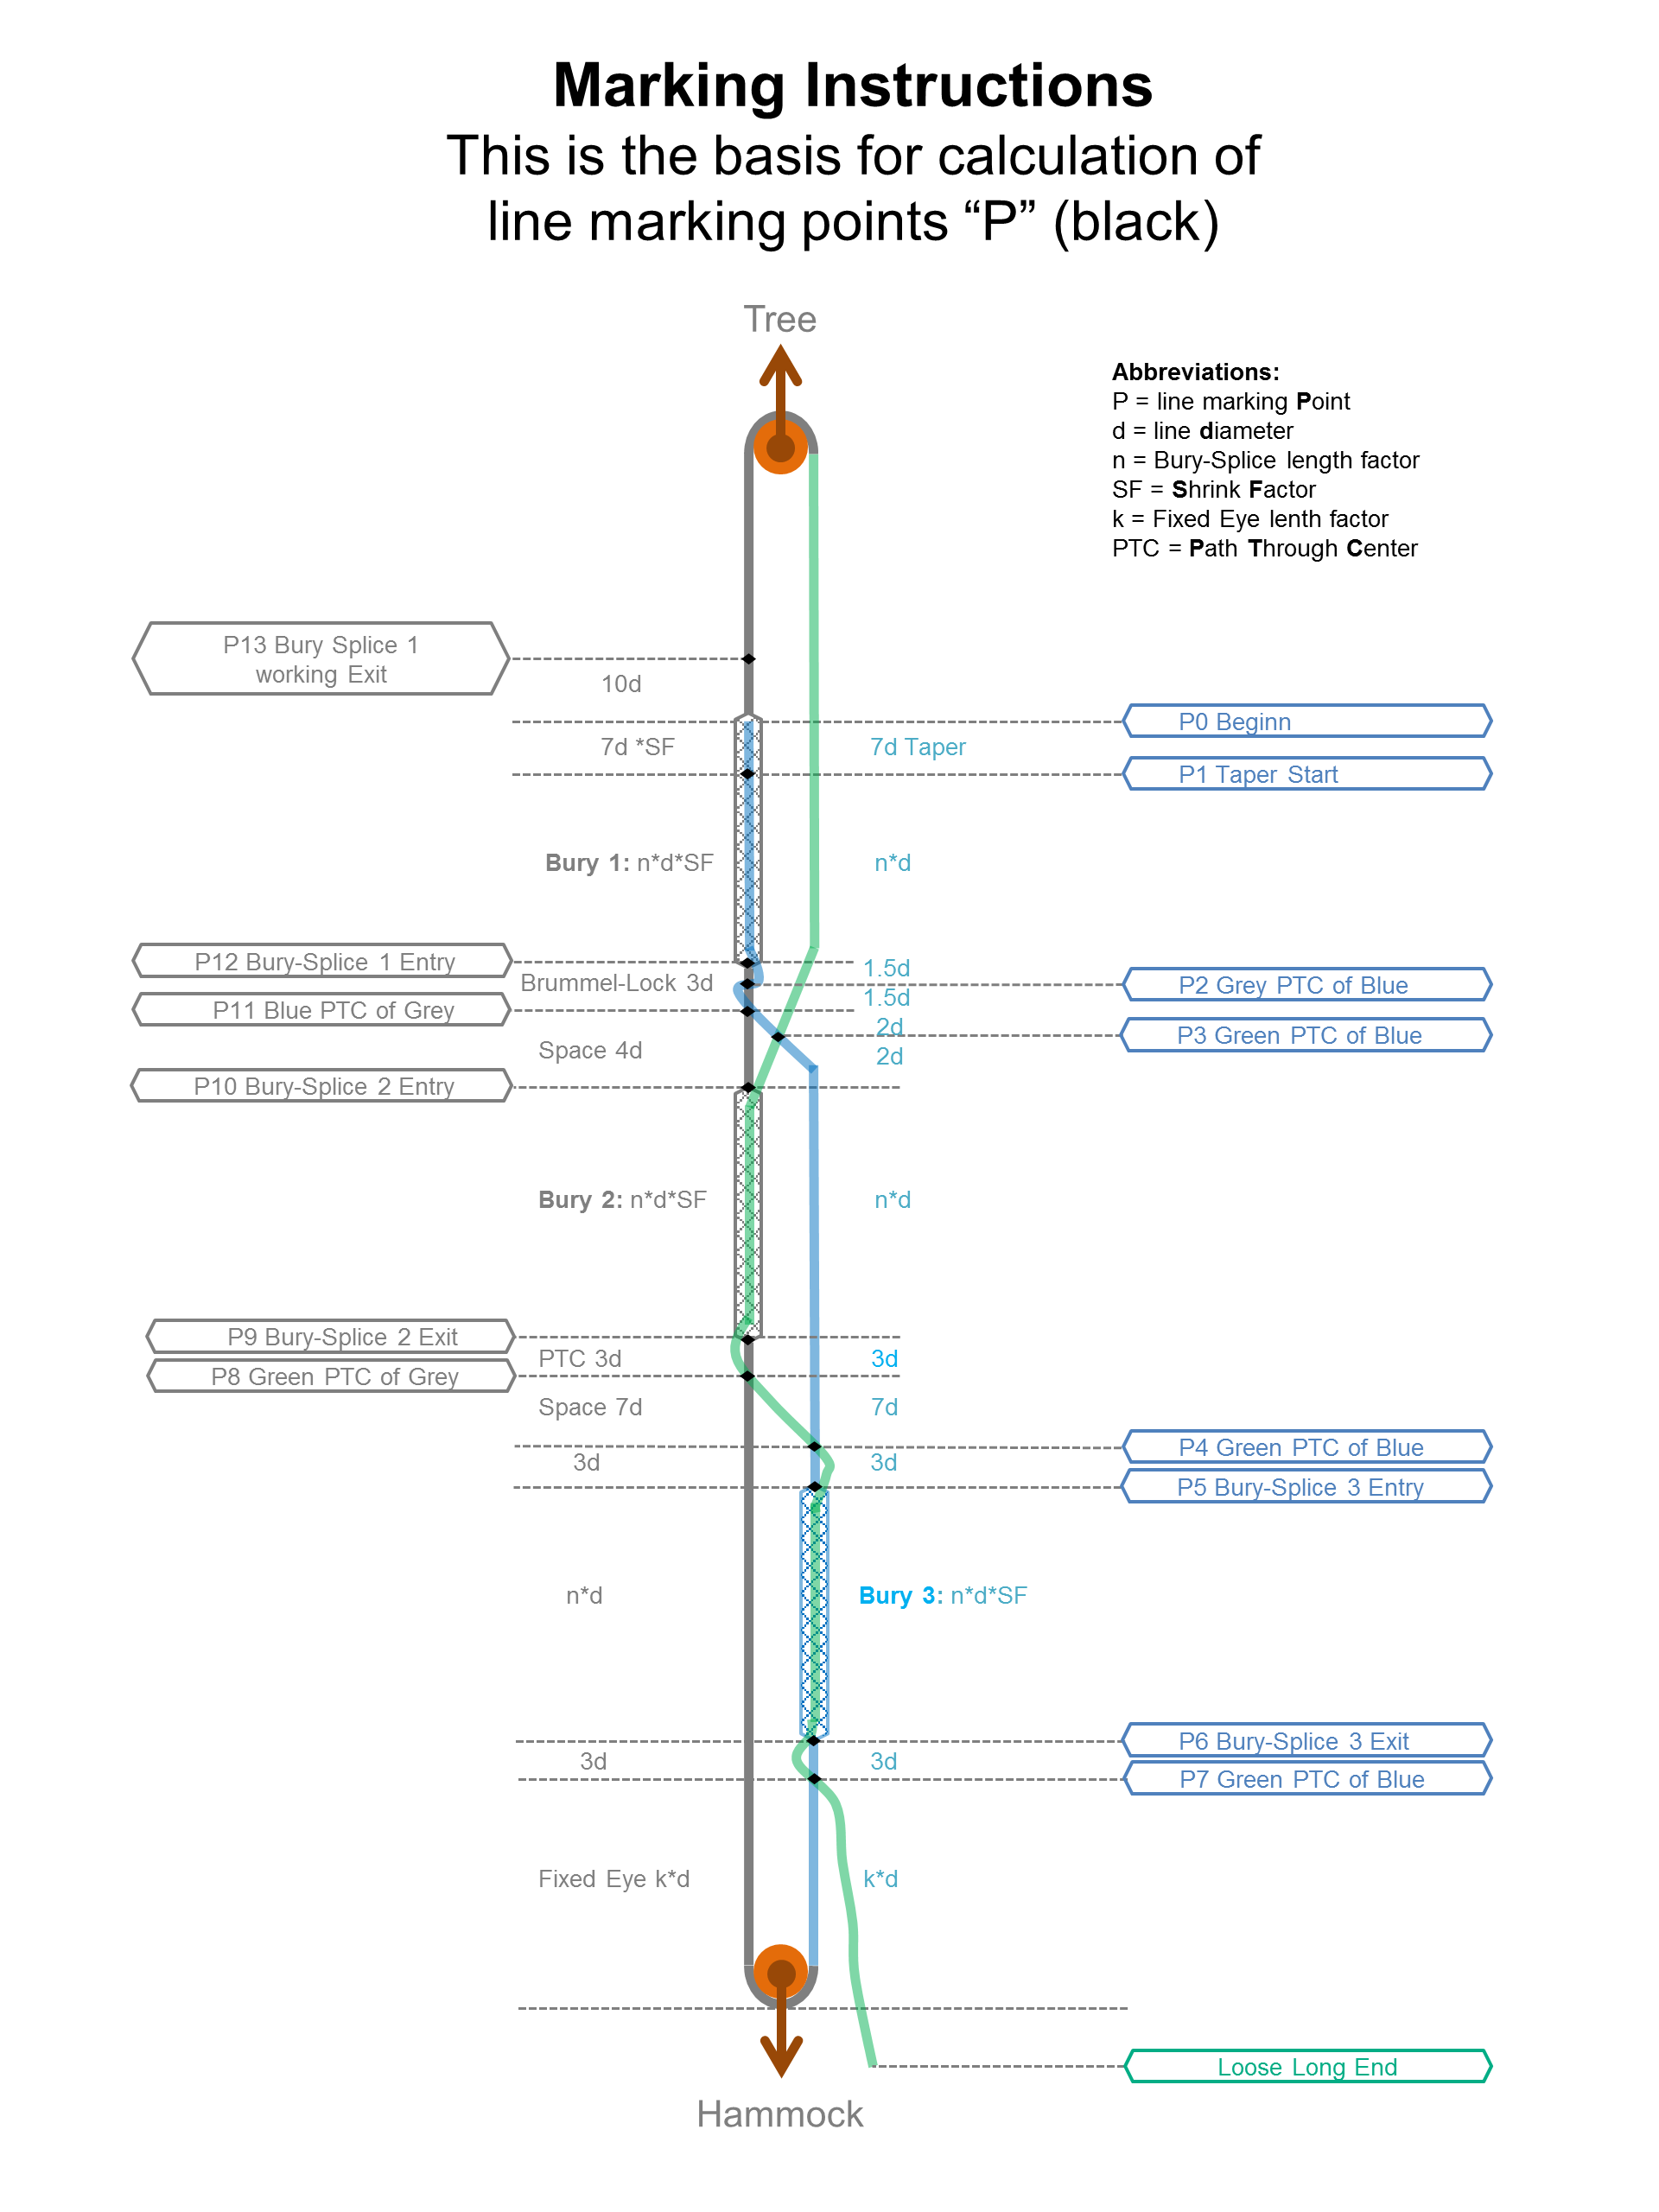 Marking Instructions
This is the basis for calculation of
line marking points “P” (black)
Tree
Abbreviations:
P = line marking Point
d = line diameter
n = Bury-Splice length factor
SF = Shrink Factor
k = Fixed Eye lenth factor
PTC = Path Through Center
P13 Bury Splice 1
working Exit
10d
P0 Beginn
7d *SF
7d Taper
P1 Taper Start
Bury 1: n*d*SF
n*d
P12 Bury-Splice 1 Entry
1.5d
Brummel-Lock 3d
P2 Grey PTC of Blue
1.5d
P11 Blue PTC of Grey
2d
P3 Green PTC of Blue
Space 4d
2d
P10 Bury-Splice 2 Entry
Bury 2: n*d*SF
n*d
P9 Bury-Splice 2 Exit
PTC 3d
3d
P8 Green PTC of Grey
Space 7d
7d
P4 Green PTC of Blue
3d
3d
P5 Bury-Splice 3 Entry
n*d
Bury 3: n*d*SF
P6 Bury-Splice 3 Exit
3d
3d
P7 Green PTC of Blue
Fixed Eye k*d
k*d
Loose Long End
Hammock